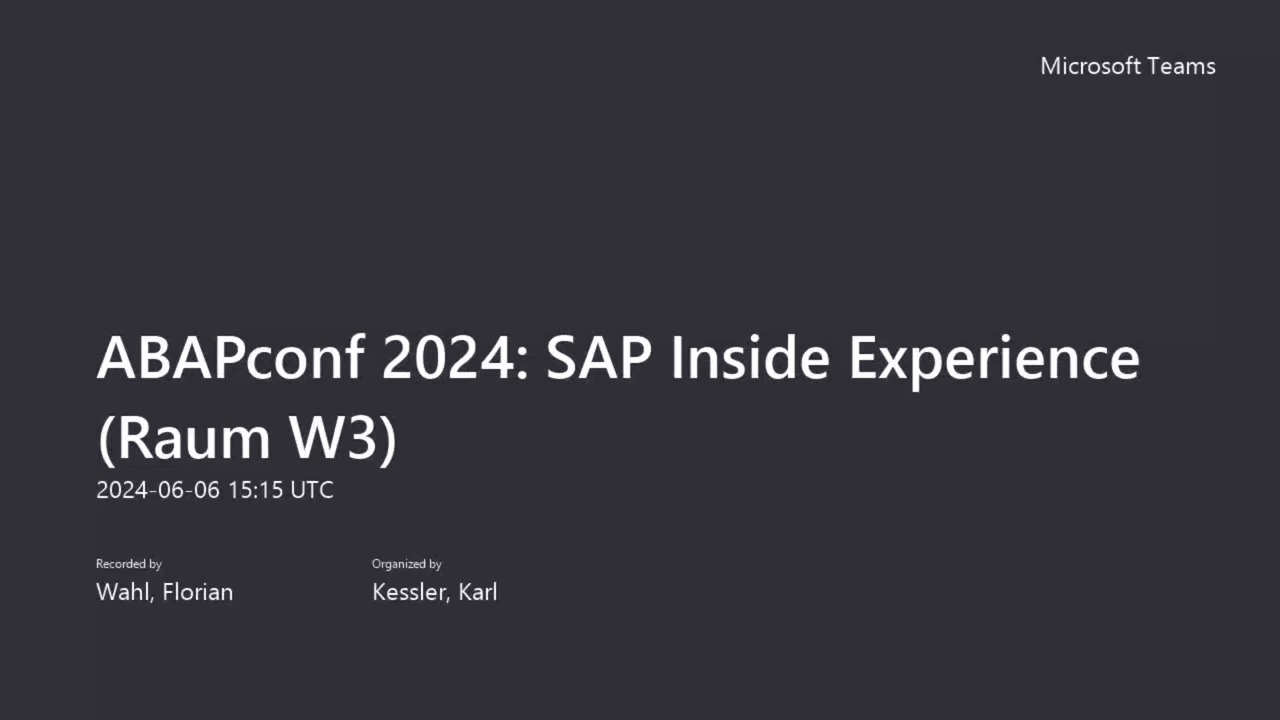 Microsoft Teams
ABAPconf 2024: SAP Inside Experience
(Raum W3)
2024-06-06 15:15 UTC
Recorded by
Organized by
Wahl, Florian
Kessler, Karl